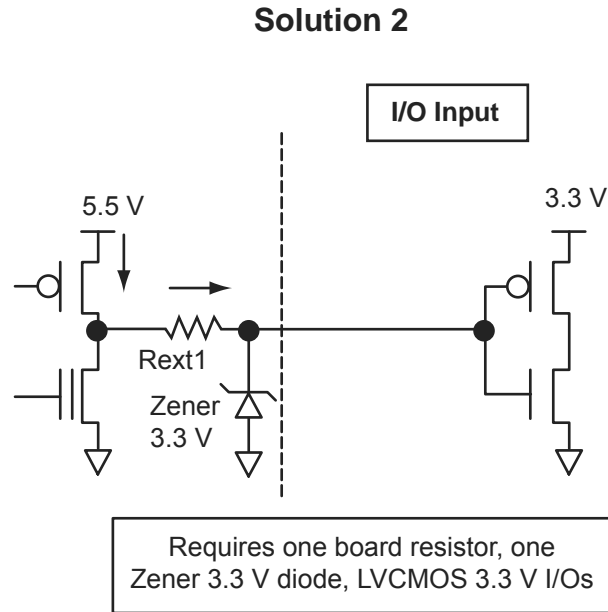 Solution 2
I/O Input
5.5 V
3.3 V
Rext1
Zener
3.3 V
Requires one board resistor, one
Zener 3.3 V diode, LVCMOS 3.3 V I/Os